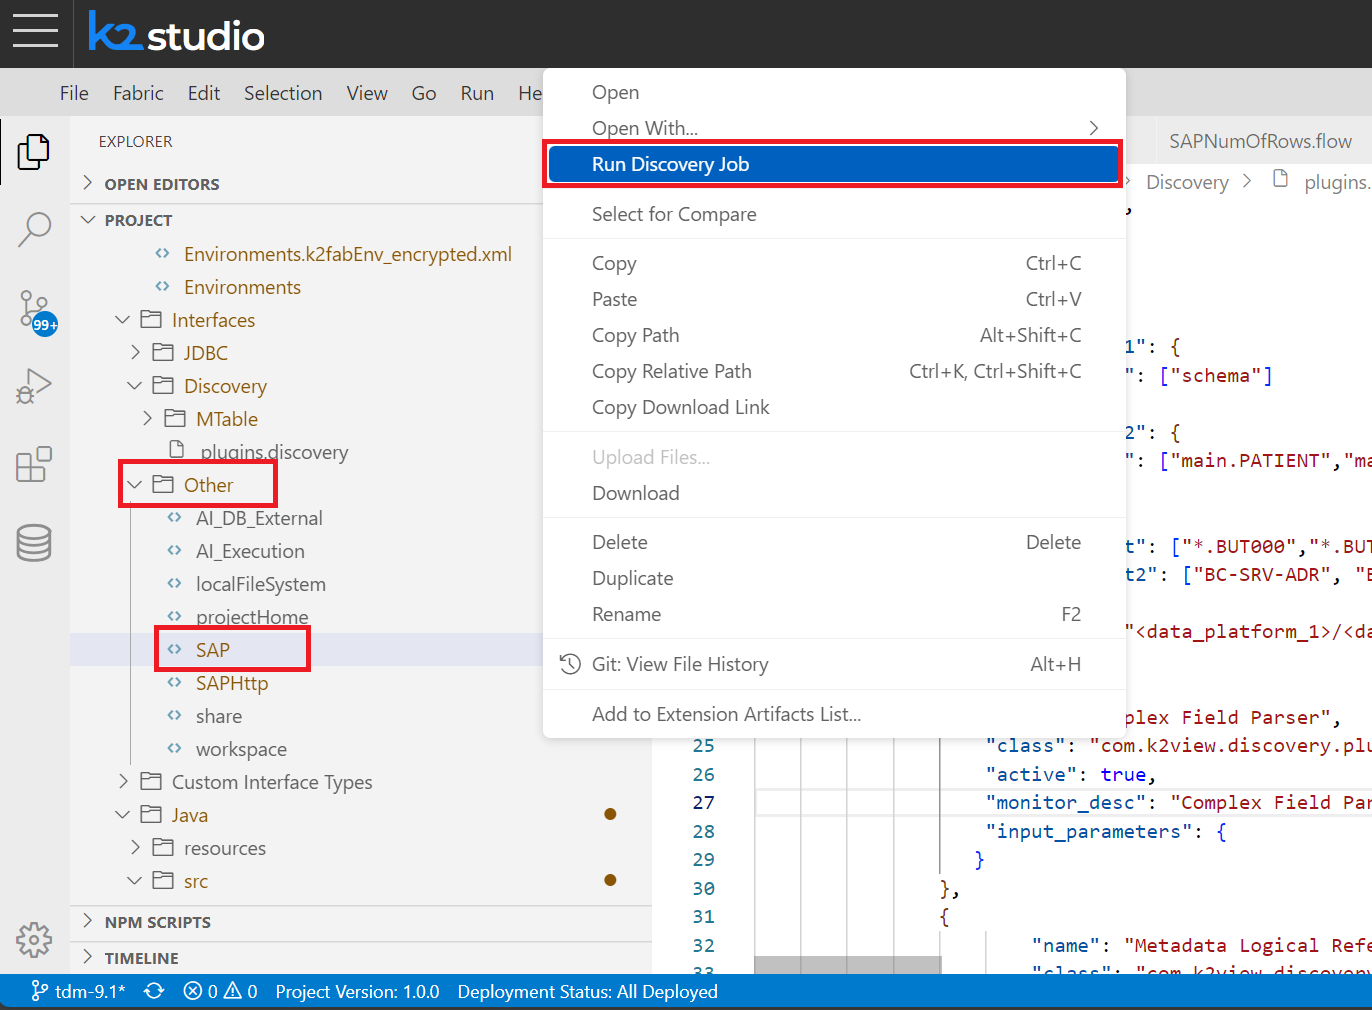 k2studio
File Fabric Edit Selection View Go Run He
EXPLORER
OPEN EDITORS
PROJECT
Environments.k2fabEnv_encrypted.xml
Environments
Interfaces
JDBC
Discovery
MTable
plugins.discovery
Other
AI_DB_External
AI_Execution
localFileSystem
projectHome
SAP
SAPHttp
share
workspace
Custom Interface Types
Java
resources
src
NPM SCRIPTS
TIMELINE
99+
Open
Open With...
Run Discovery Job
Select for Compare
Copy Ctrl+C
Paste Ctrl+V
Copy Path Alt+Shift+C
Copy Relative Path Ctrl+K, Ctrl+Shift+C
Copy Download Link
Upload Files...
Download
Delete Delete
Duplicate
Rename F2
Git: View File History Alt+H
Add to Extension Artifacts List...
SAPNumOfRows.flow
Discovery > plugins.
,
1": {
": ["schema"]
2": {
": ["main.PATIENT","ma
t": ["*.BUT000","*.BUT
t2": ["BC-SRV-ADR", "E
"<data_platform_1>/<da
plex Field Parser",
25 "class": "com.k2view.discovery.plu
26 "active": true,
27 "monitor_desc": "Complex Field Par
28 "input_parameters": {
29 }
30 },
31 {
32 "name": "Metadata Logical Refe
33 "class": "com.k2view.discovery
tdm-9.1* 0 0 Project Version: 1.0.0 Deployment Status: All Deployed